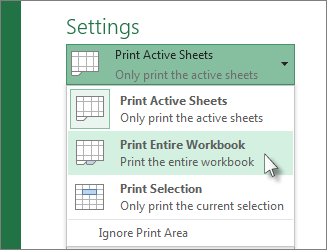 Settings
Print Active Sheets
Only print the active sheets
Print Active Sheets
Only print the active sheets
Print Entire Workbook
Print the entire workbook
Print Selection
Only print the current selection
Ignore Print Area